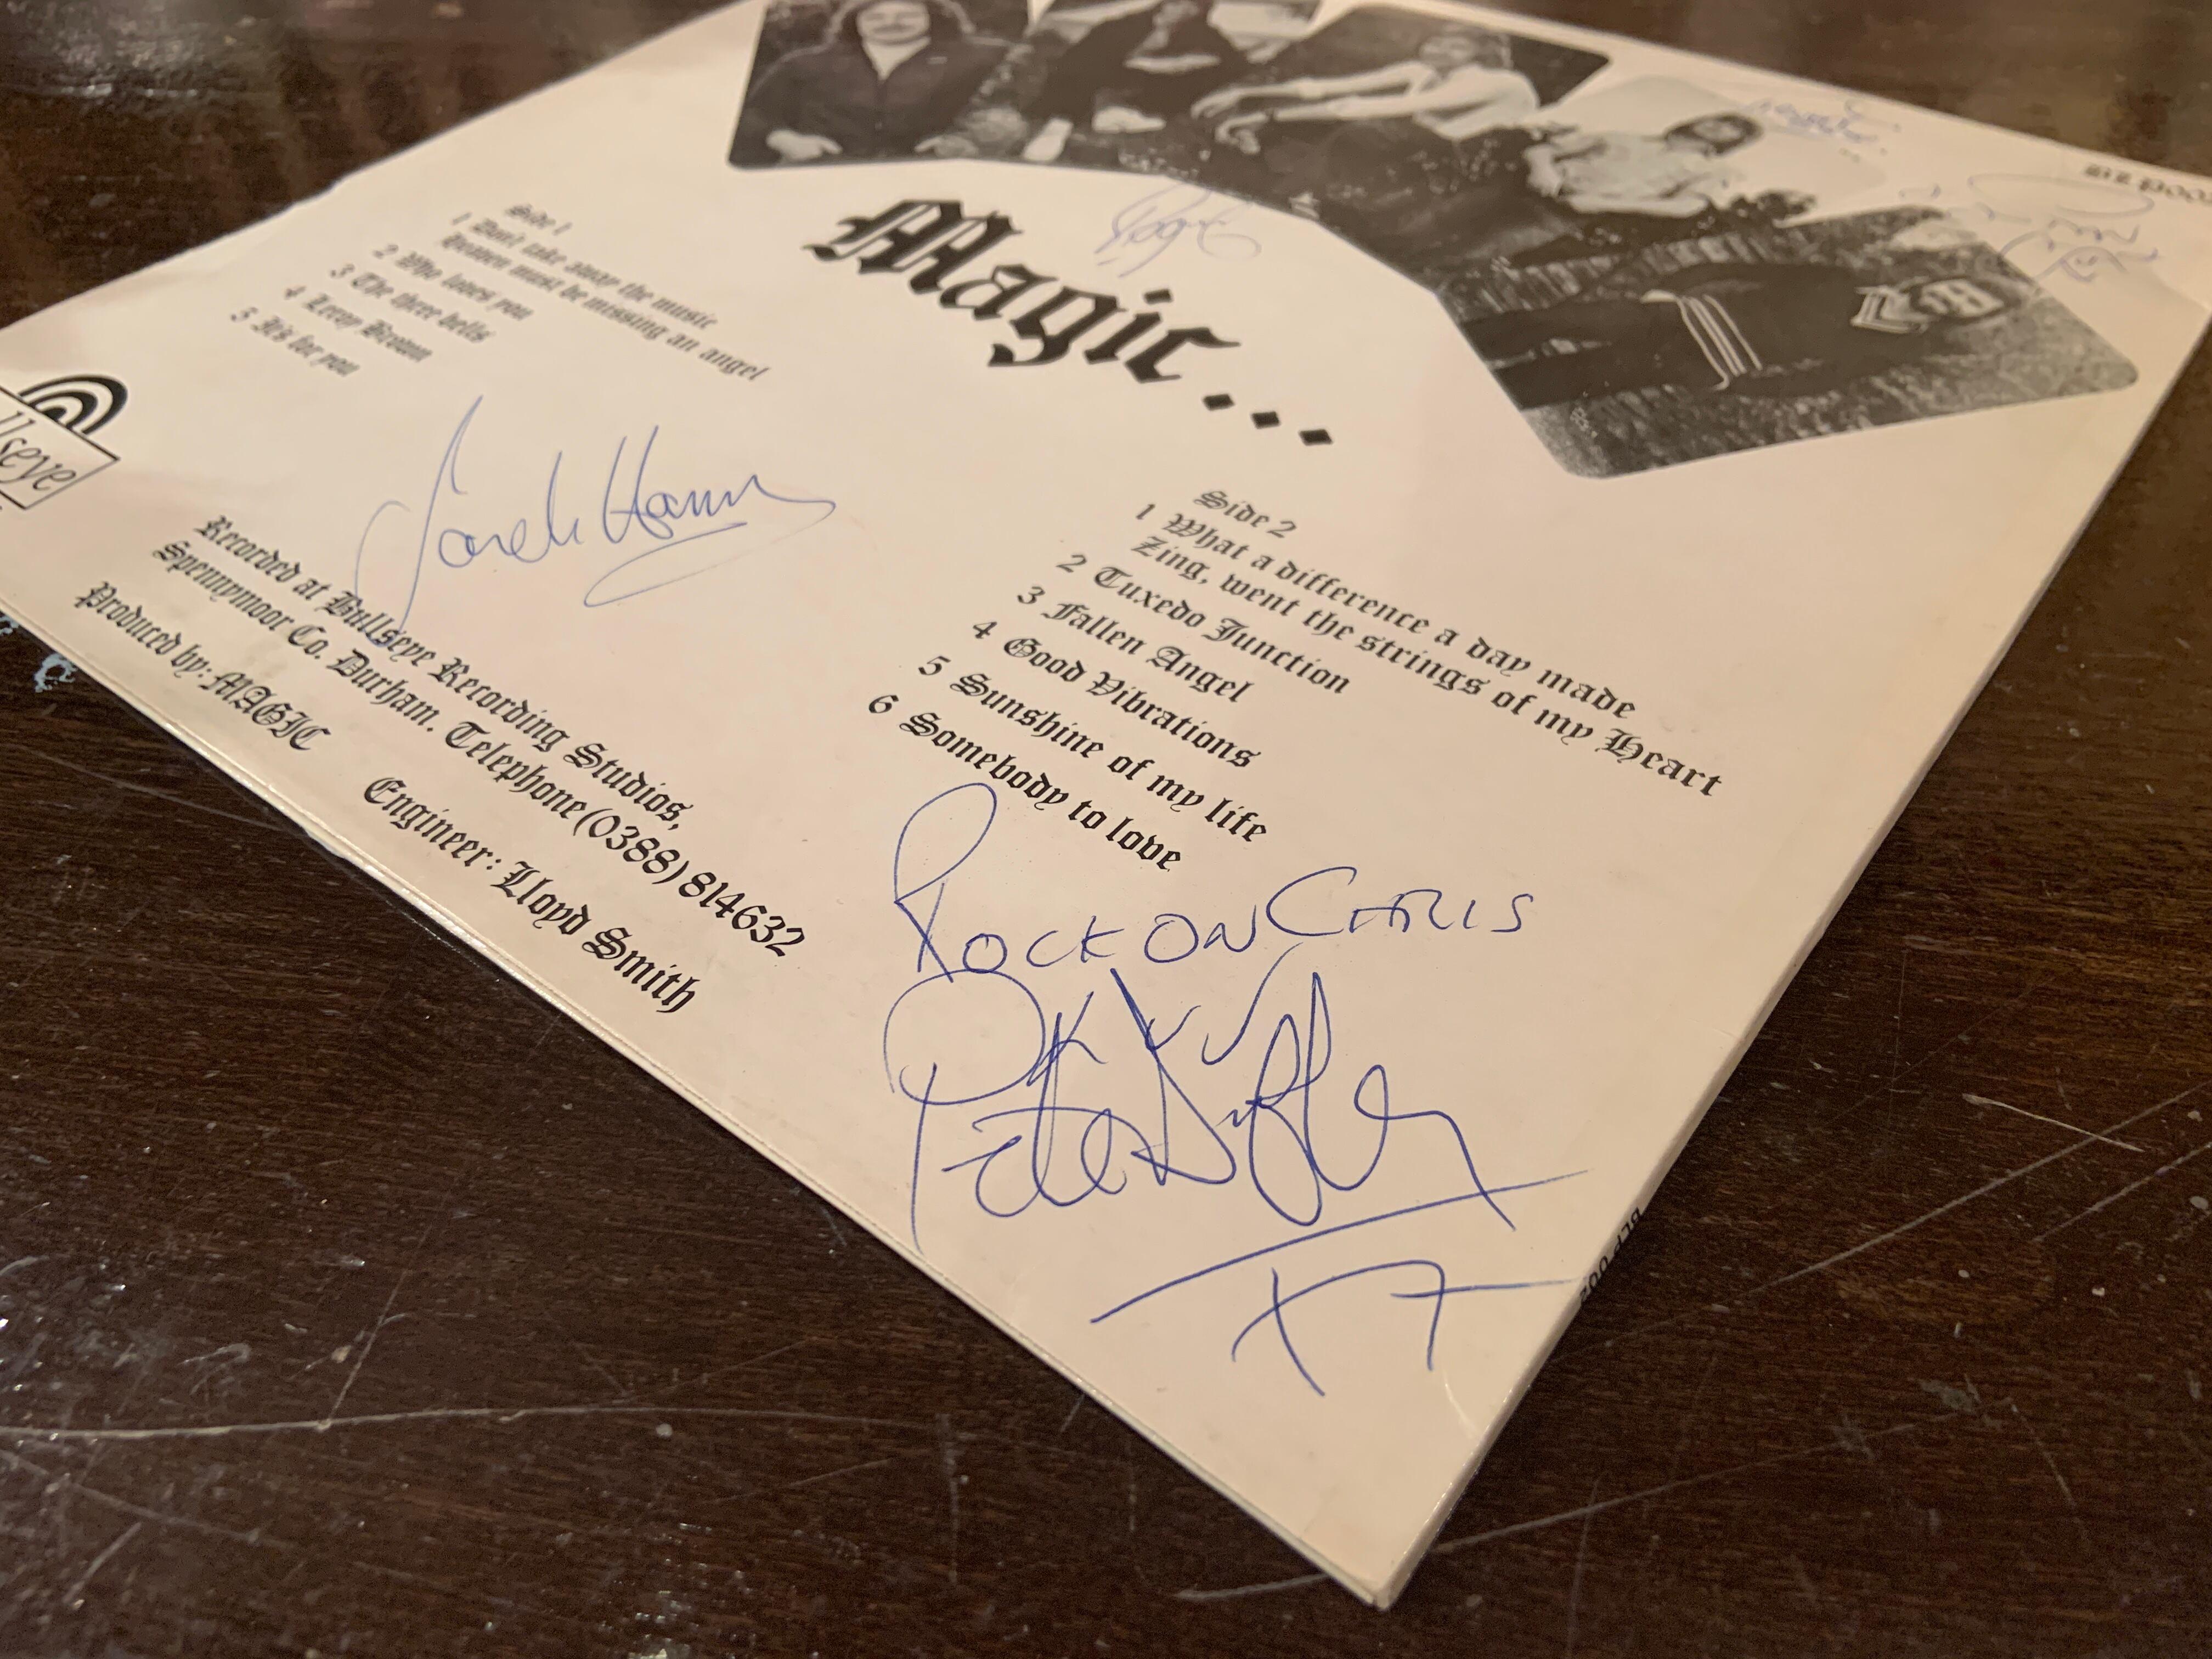 Magic...
Side 1
1 Don't take away the music
Heaven must be missing an angel
2 Who loves you
3 The three bells
4 Leroy Brown
5 It's for you
Side 2
1 What a difference a day made
Zing, went the strings of my Heart
2 Tuxedo Junction
3 Fallen Angel
4 Good Vibrations
5 Sunshine of my life
6 Somebody to love
llseye
Recorded at Bullseye Recording Studios,
Spennymoor Co. Durham. Telephone (0388) 814632
Produced by: MAGIC
Engineer: Lloyd Smith
ROCK ON CHRIS